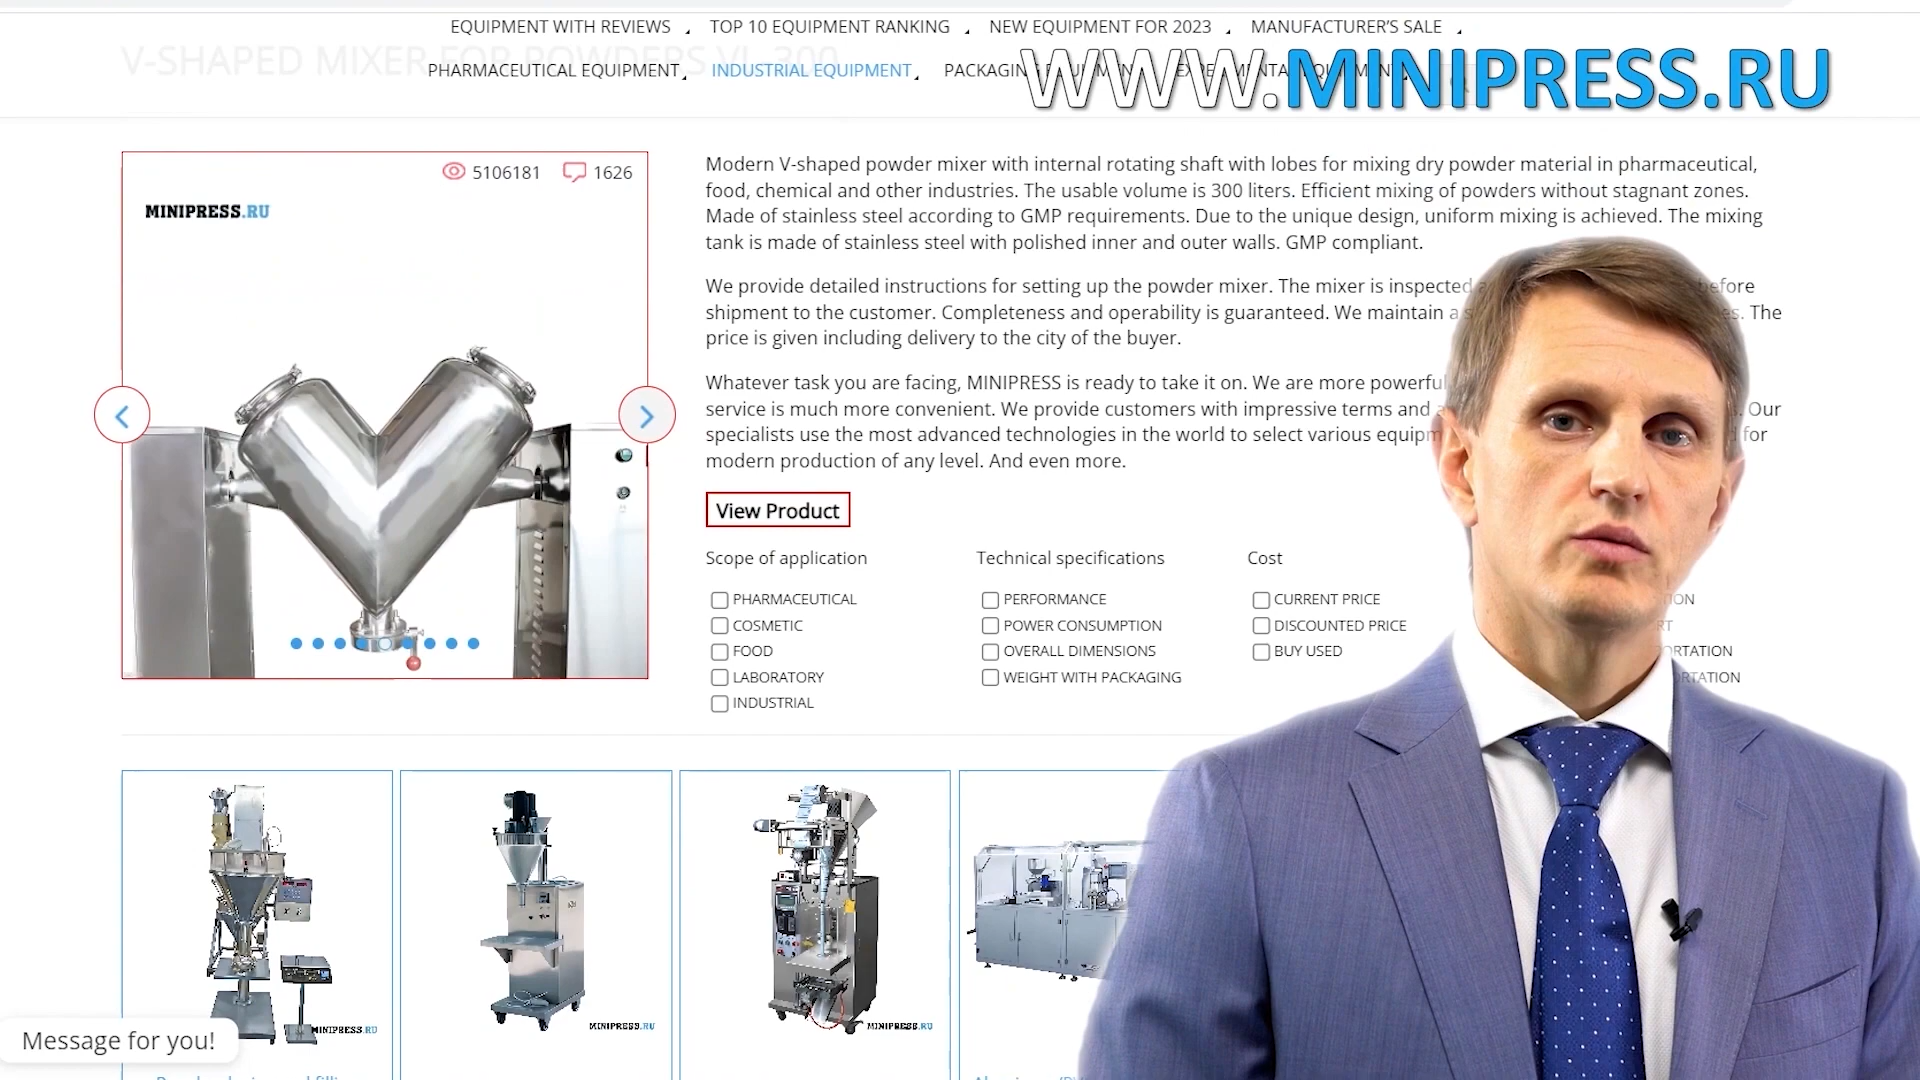 EQUIPMENT WITH REVIEWS TOP 10 EQUIPMENT RANKING NEW EQUIPMENT FOR 2023 MANUFACTURER'S SALE
V-SHAPED MIXER FOR POWDERS VL-300
PHARMACEUTICAL EQUIPMENT INDUSTRIAL EQUIPMENT
WWW.MINIPRESS.RU
5106181 1626
MINIPRESS.RU
Modern V-shaped powder mixer with internal rotating shaft with lobes for mixing dry powder material in pharmaceutical,
food, chemical and other industries. The usable volume is 300 liters. Efficient mixing of powders without stagnant zones.
Made of stainless steel according to GMP requirements. Due to the unique design, uniform mixing is achieved. The mixing
tank is made of stainless steel with polished inner and outer walls. GMP compliant.
We provide detailed instructions for setting up the powder mixer. The mixer is inspected before
shipment to the customer. Completeness and operability is guaranteed. We maintain a The
price is given including delivery to the city of the buyer.
Whatever task you are facing, MINIPRESS is ready to take it on. We are more powerful
service is much more convenient. We provide customers with impressive terms and Our
specialists use the most advanced technologies in the world to select various for
modern production of any level. And even more.
View Product
Scope of application
PHARMACEUTICAL
COSMETIC
FOOD
LABORATORY
INDUSTRIAL
Technical specifications
PERFORMANCE
POWER CONSUMPTION
OVERALL DIMENSIONS
WEIGHT WITH PACKAGING
Cost
CURRENT PRICE
DISCOUNTED PRICE
BUY USED
MINIPRESS.RU
MINIPRESS.RU
MINIPRESS.RU
Message for you!